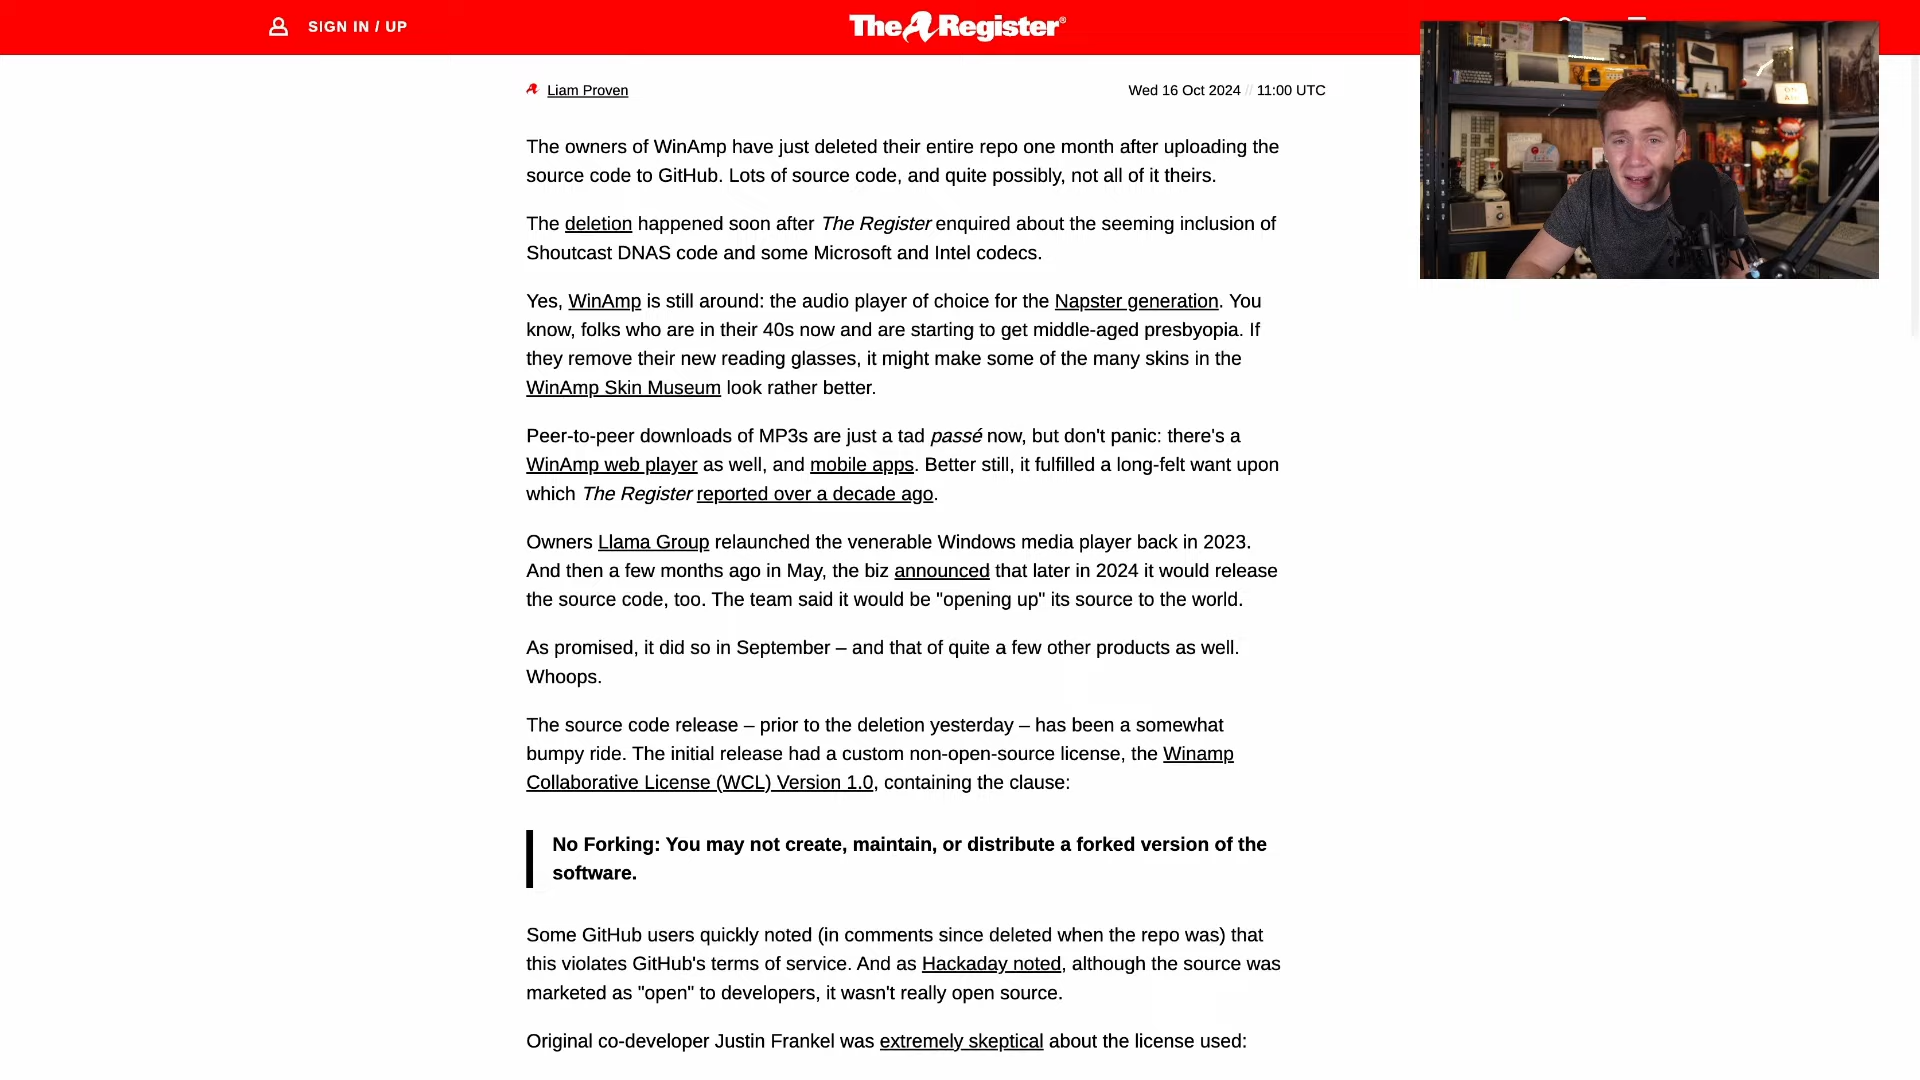 SIGN IN / UP
The Register®
Liam Proven
Wed 16 Oct 2024 // 11:00 UTC
The owners of WinAmp have just deleted their entire repo one month after uploading the
source code to GitHub. Lots of source code, and quite possibly, not all of it theirs.
The deletion happened soon after The Register enquired about the seeming inclusion of
Shoutcast DNAS code and some Microsoft and Intel codecs.
Yes, WinAmp is still around: the audio player of choice for the Napster generation. You
know, folks who are in their 40s now and are starting to get middle-aged presbyopia. If
they remove their new reading glasses, it might make some of the many skins in the
WinAmp Skin Museum look rather better.
Peer-to-peer downloads of MP3s are just a tad passé now, but don't panic: there's a
WinAmp web player as well, and mobile apps. Better still, it fulfilled a long-felt want upon
which The Register reported over a decade ago.
Owners Llama Group relaunched the venerable Windows media player back in 2023.
And then a few months ago in May, the biz announced that later in 2024 it would release
the source code, too. The team said it would be "opening up" its source to the world.
As promised, it did so in September – and that of quite a few other products as well.
Whoops.
The source code release – prior to the deletion yesterday – has been a somewhat
bumpy ride. The initial release had a custom non-open-source license, the Winamp
Collaborative License (WCL) Version 1.0, containing the clause:
No Forking: You may not create, maintain, or distribute a forked version of the
software.
Some GitHub users quickly noted (in comments since deleted when the repo was) that
this violates GitHub's terms of service. And as Hackaday noted, although the source was
marketed as "open" to developers, it wasn't really open source.
Original co-developer Justin Frankel was extremely skeptical about the license used: